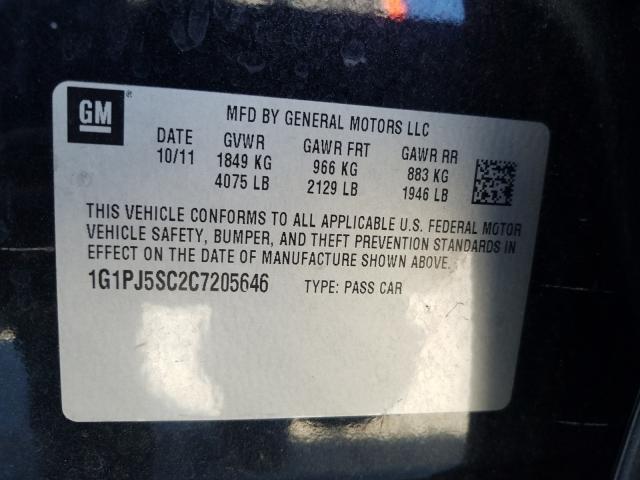 GM ®
MFD BY GENERAL MOTORS LLC
DATE GVWR GAWR FRT GAWR RR
10/11 1849 KG 966 KG 883 KG
4075 LB 2129 LB 1946 LB
THIS VEHICLE CONFORMS TO ALL APPLICABLE U.S. FEDERAL MOTOR
VEHICLE SAFETY, BUMPER, AND THEFT PREVENTION STANDARDS IN
EFFECT ON THE DATE OF MANUFACTURE SHOWN ABOVE.
1G1PJ5SC2C7205646 TYPE: PASS CAR